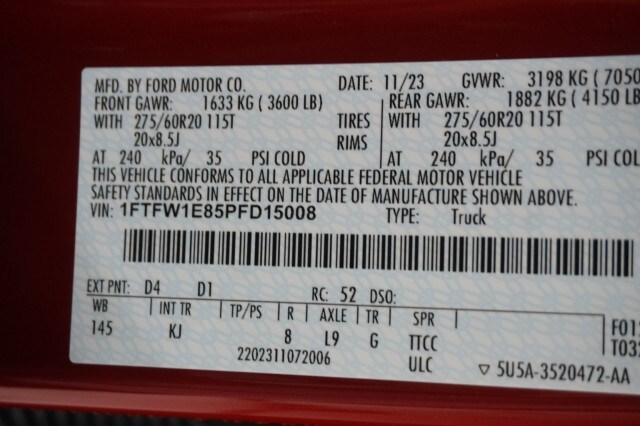 MFD. BY FORD MOTOR CO. DATE: 11/23 GVWR: 3198 KG ( 7050
FRONT GAWR: 1633 KG ( 3600 LB) REAR GAWR: 1882 KG ( 4150 LB
WITH 275/60R20 115T TIRES WITH 275/60R20 115T
20x8.5J RIMS 20x8.5J
AT 240 kPa/ 35 PSI COLD AT 240 kPa/ 35 PSI COLD
THIS VEHICLE CONFORMS TO ALL APPLICABLE FEDERAL MOTOR VEHICLE
SAFETY STANDARDS IN EFFECT ON THE DATE OF MANUFACTURE SHOWN ABOVE.
VIN: 1FTFW1E85PFD15008 TYPE: Truck
EXT PNT: D4 D1 RC: 52 DSO:
WB INT TR TP/PS R AXLE TR SPR
145 KJ 8 L9 G TTCC
2202311072006 ULC
F01
T032
5U5A-3520472-AA